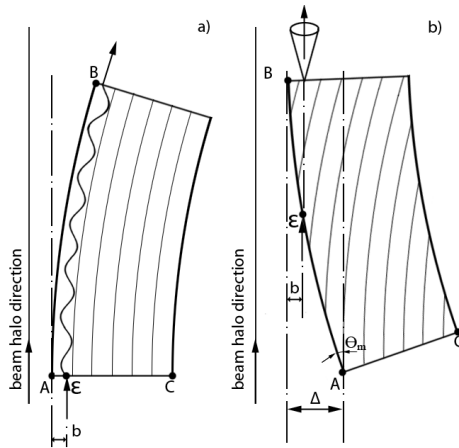 a)
B
beam halo direction
A
ε
C
b
b)
B
beam halo direction
ε
b
Θm
A
C
Δ